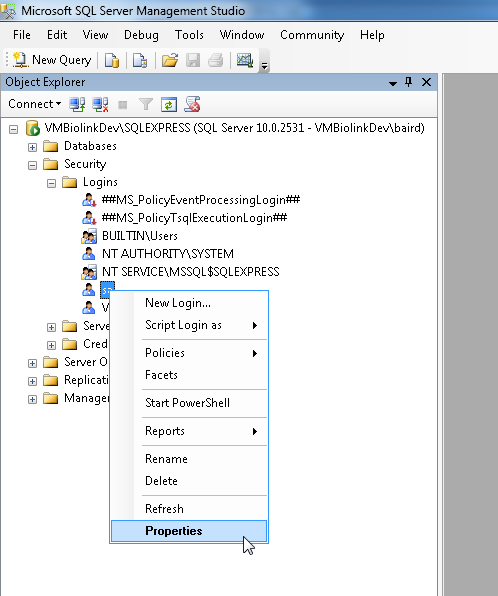 Microsoft SQL Server Management Studio
File Edit View Debug Tools Window Community Help
New Query
Object Explorer
Connect
VMBiolinkDev\SQLEXPRESS (SQL Server 10.0.2531 - VMBiolinkDev\baird)
Databases
Security
Logins
##MS_PolicyEventProcessingLogin##
##MS_PolicyTsqlExecutionLogin##
BUILTIN\Users
NT AUTHORITY\SYSTEM
NT SERVICE\MSSQL$SQLEXPRESS
V
Serve
Cred
Server O
Replicati
Manager
New Login...
Script Login as
Policies
Facets
Start PowerShell
Reports
Rename
Delete
Refresh
Properties